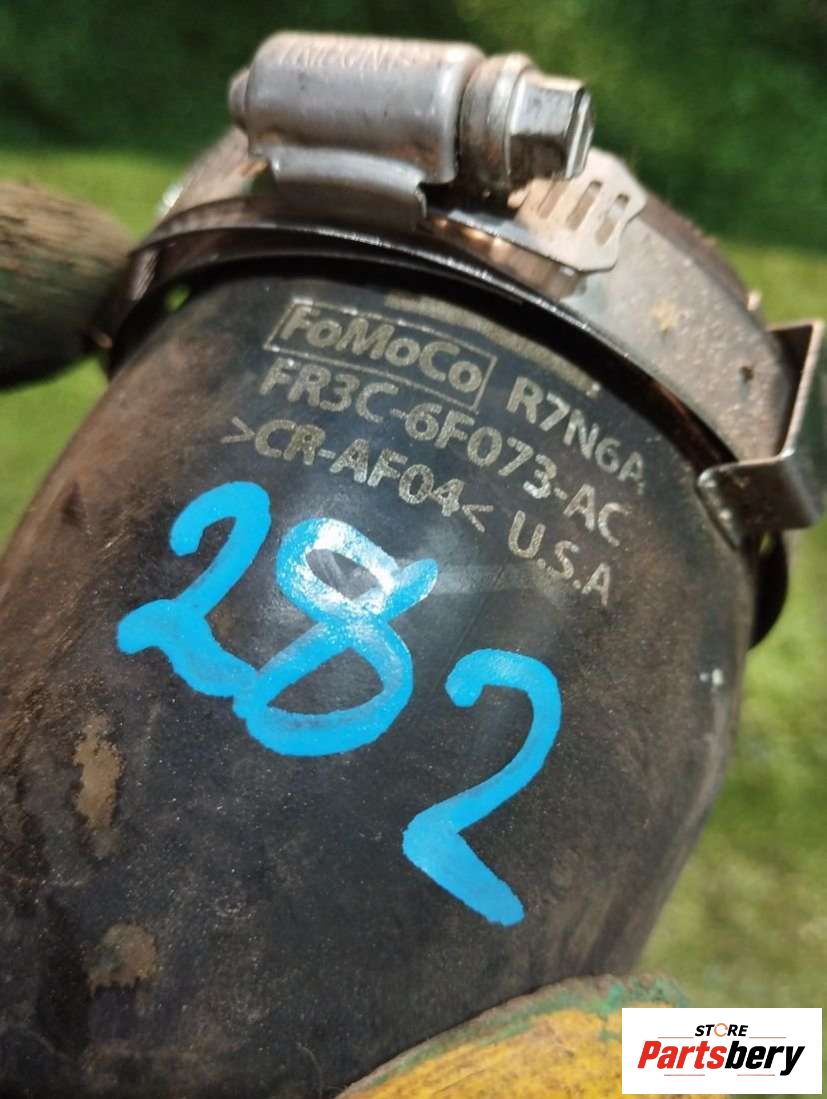 FoMoCo R7N6A
FR3C-6F073-AC
>CR-AF04< U.S.A
282
STORE
Partsbery